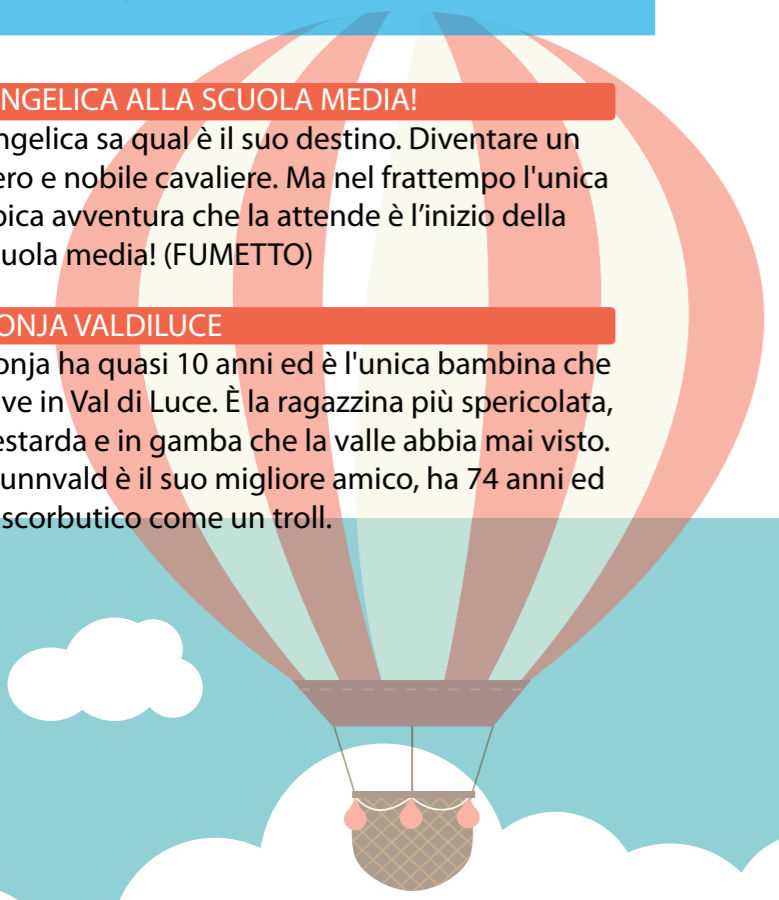 NGELICA ALLA SCUOLA MEDIA!
ngelica sa qual è il suo destino. Diventare un
ero e nobile cavaliere. Ma nel frattempo l'unica
pica avventura che la attende è l’inizio della
uola media! (FUMETTO)
ONJA VALDILUCE
onja ha quasi 10 anni ed è l'unica bambina che
ve in Val di Luce. È la ragazzina più spericolata,
estarda e in gamba che la valle abbia mai visto.
unnvald è il suo migliore amico, ha 74 anni ed
scorbutico come un troll.